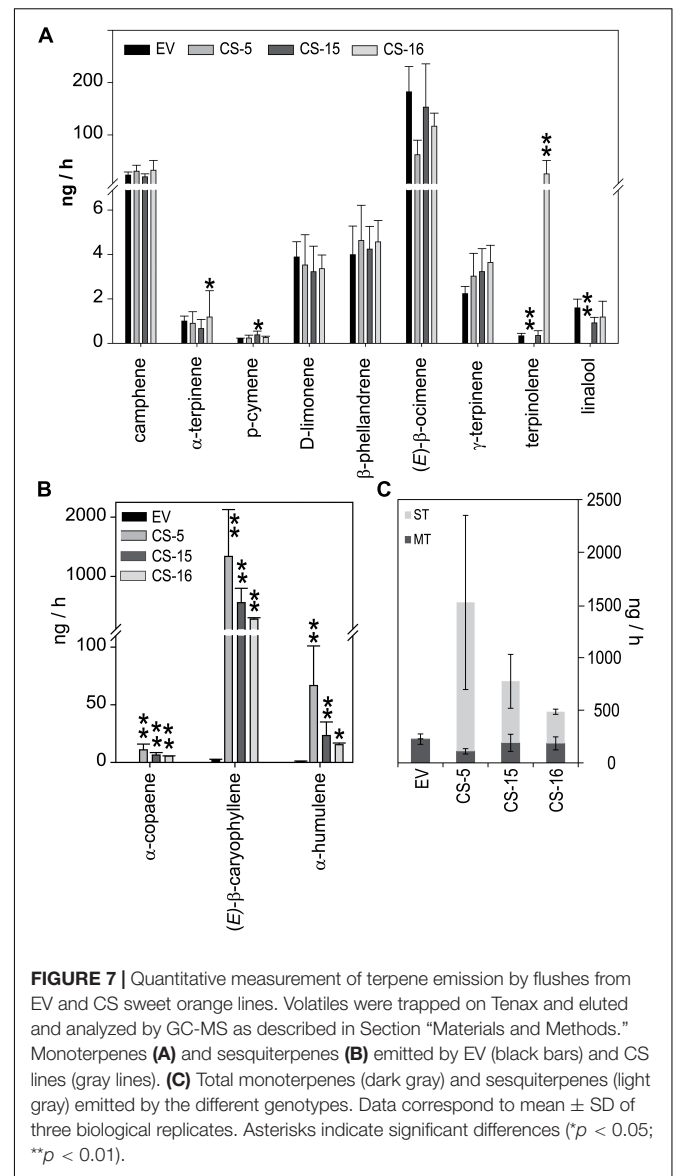 A
EV CS-5 CS-15 CS-16
200
100
ng / h
6
4
2
0
*
*
* *
* *
camphene
α-terpinene
p-cymene
D-limonene
β-phellandrene
(E)-β-ocimene
γ-terpinene
terpinolene
linalool
* *
B
EV
CS-5
CS-15
CS-16
2000
1000
ng / h
100
50
0
* *
* *
* *
* *
* *
* *
* *
* *
*
α-copaene
(E)-β-caryophyllene
α-humulene
C
ST
MT
2500
2000
1500
1000
500
0
ng / h
EV
CS-5
CS-15
CS-16
FIGURE 7 | Quantitative measurement of terpene emission by flushes from
EV and CS sweet orange lines. Volatiles were trapped on Tenax and eluted
and analyzed by GC-MS as described in Section “Materials and Methods.”
Monoterpenes (A) and sesquiterpenes (B) emitted by EV (black bars) and CS
lines (gray lines). (C) Total monoterpenes (dark gray) and sesquiterpenes (light
gray) emitted by the different genotypes. Data correspond to mean ± SD of
three biological replicates. Asterisks indicate significant differences (*p < 0.05;
**p < 0.01).